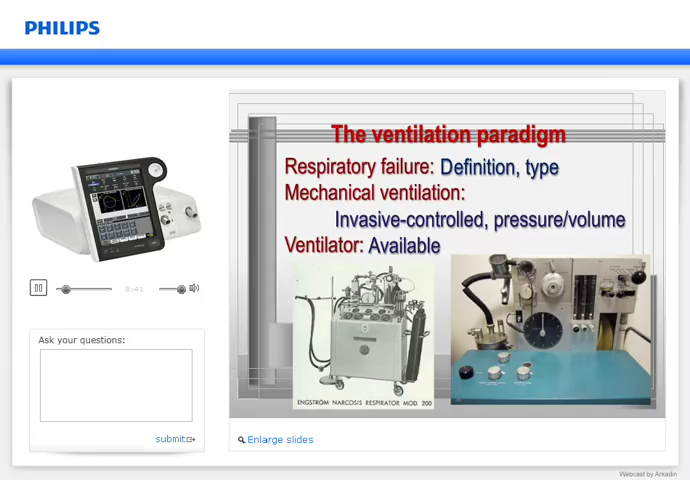 PHILIPS
The ventilation paradigm
Respiratory failure: Definition, type
Mechanical ventilation:
Invasive-controlled, pressure/volume
Ventilator: Available
ENGSTRÖM NARCOSIS RESPIRATOR MOD. 200
8:41
Ask your questions:
submit
Enlarge slides
Webcast by Arkadin